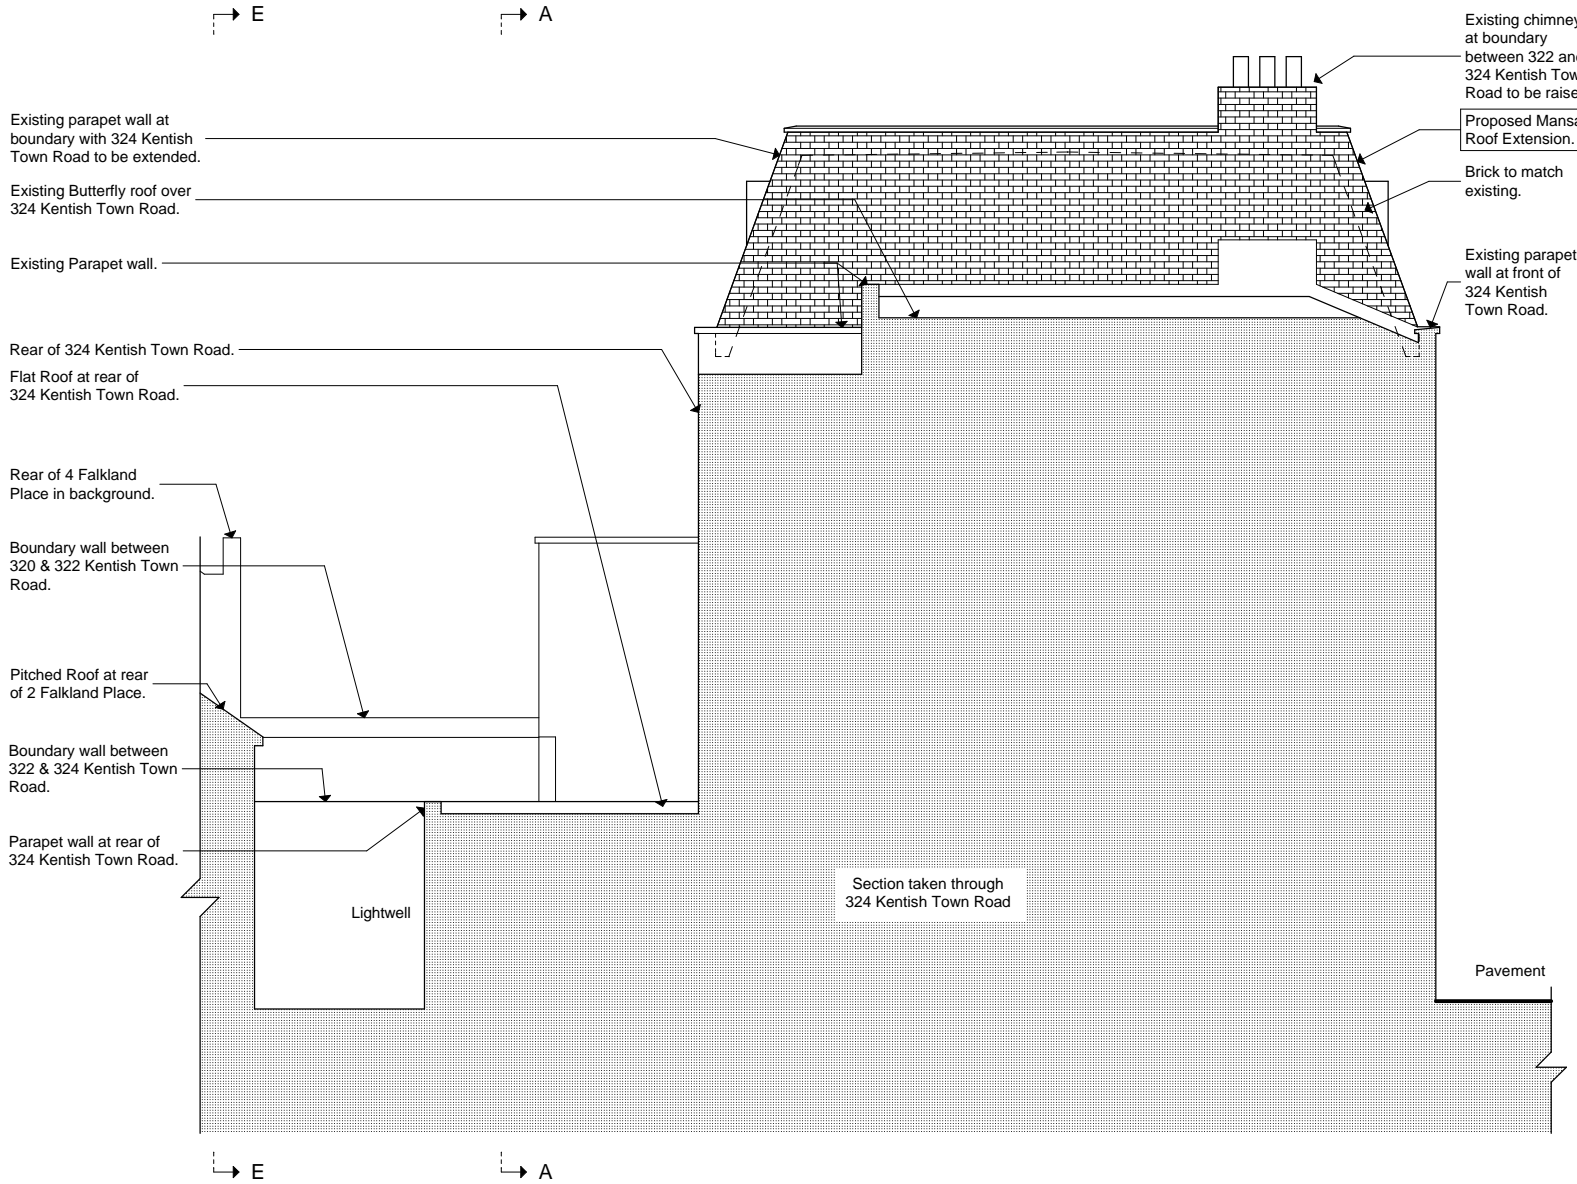 E
A
Existing chimney
at boundary
between 322 and
324 Kentish Tow
Road to be raise
Existing parapet wall at
boundary with 324 Kentish
Town Road to be extended.
Proposed Mansa
Roof Extension.
Brick to match
existing.
Existing Butterfly roof over
324 Kentish Town Road.
Existing Parapet wall.
Existing parapet
wall at front of
324 Kentish
Town Road.
Rear of 324 Kentish Town Road.
Flat Roof at rear of
324 Kentish Town Road.
Rear of 4 Falkland
Place in background.
Boundary wall between
320 & 322 Kentish Town
Road.
Pitched Roof at rear
of 2 Falkland Place.
Boundary wall between
322 & 324 Kentish Town
Road.
Parapet wall at rear of
324 Kentish Town Road.
Section taken through
324 Kentish Town Road
Lightwell
Pavement
E
A